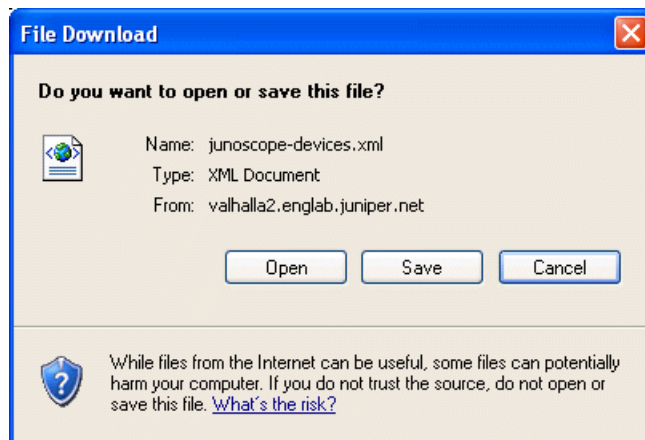 File Download
Do you want to open or save this file?
Name: junoscope-devices.xml
Type: XML Document
From: valhalla2.englab.juniper.net
Open Save Cancel
While files from the Internet can be useful, some files can potentially
harm your computer. If you do not trust the source, do not open or
save this file. What's the risk?